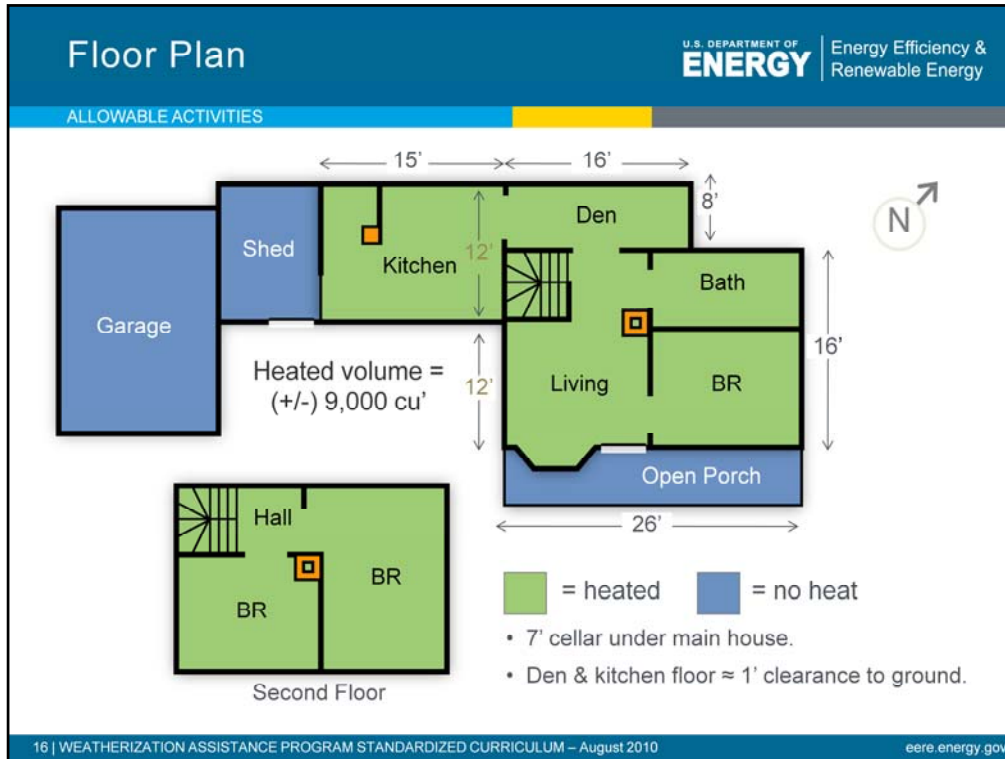 Floor Plan
U.S. DEPARTMENT OF
ENERGY
Energy Efficiency &
Renewable Energy
ALLOWABLE ACTIVITIES
15'
16'
8'
N
Den
Shed
12'
Kitchen
Bath
Garage
16'
Heated volume =
(+/-) 9,000 cu'
12'
Living
BR
Open Porch
26'
Hall
BR
BR
Second Floor
= heated
= no heat
• 7' cellar under main house.
• Den & kitchen floor ≈ 1' clearance to ground.
16 | WEATHERIZATION ASSISTANCE PROGRAM STANDARDIZED CURRICULUM – August 2010
eere.energy.gov